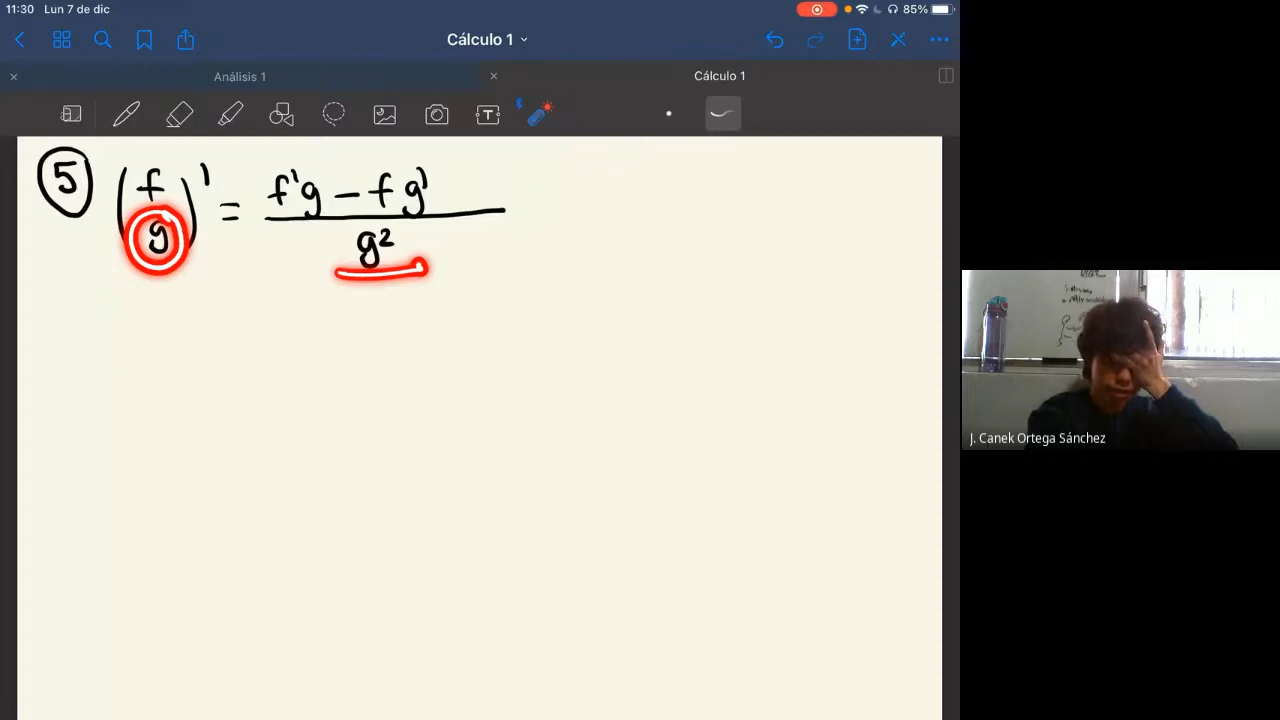 11:30 Lun 7 de dic
85%
Cálculo 1
Análisis 1
Cálculo 1
T
5 (f/g)' = (f'g - fg')/g²
J. Canek Ortega Sánchez